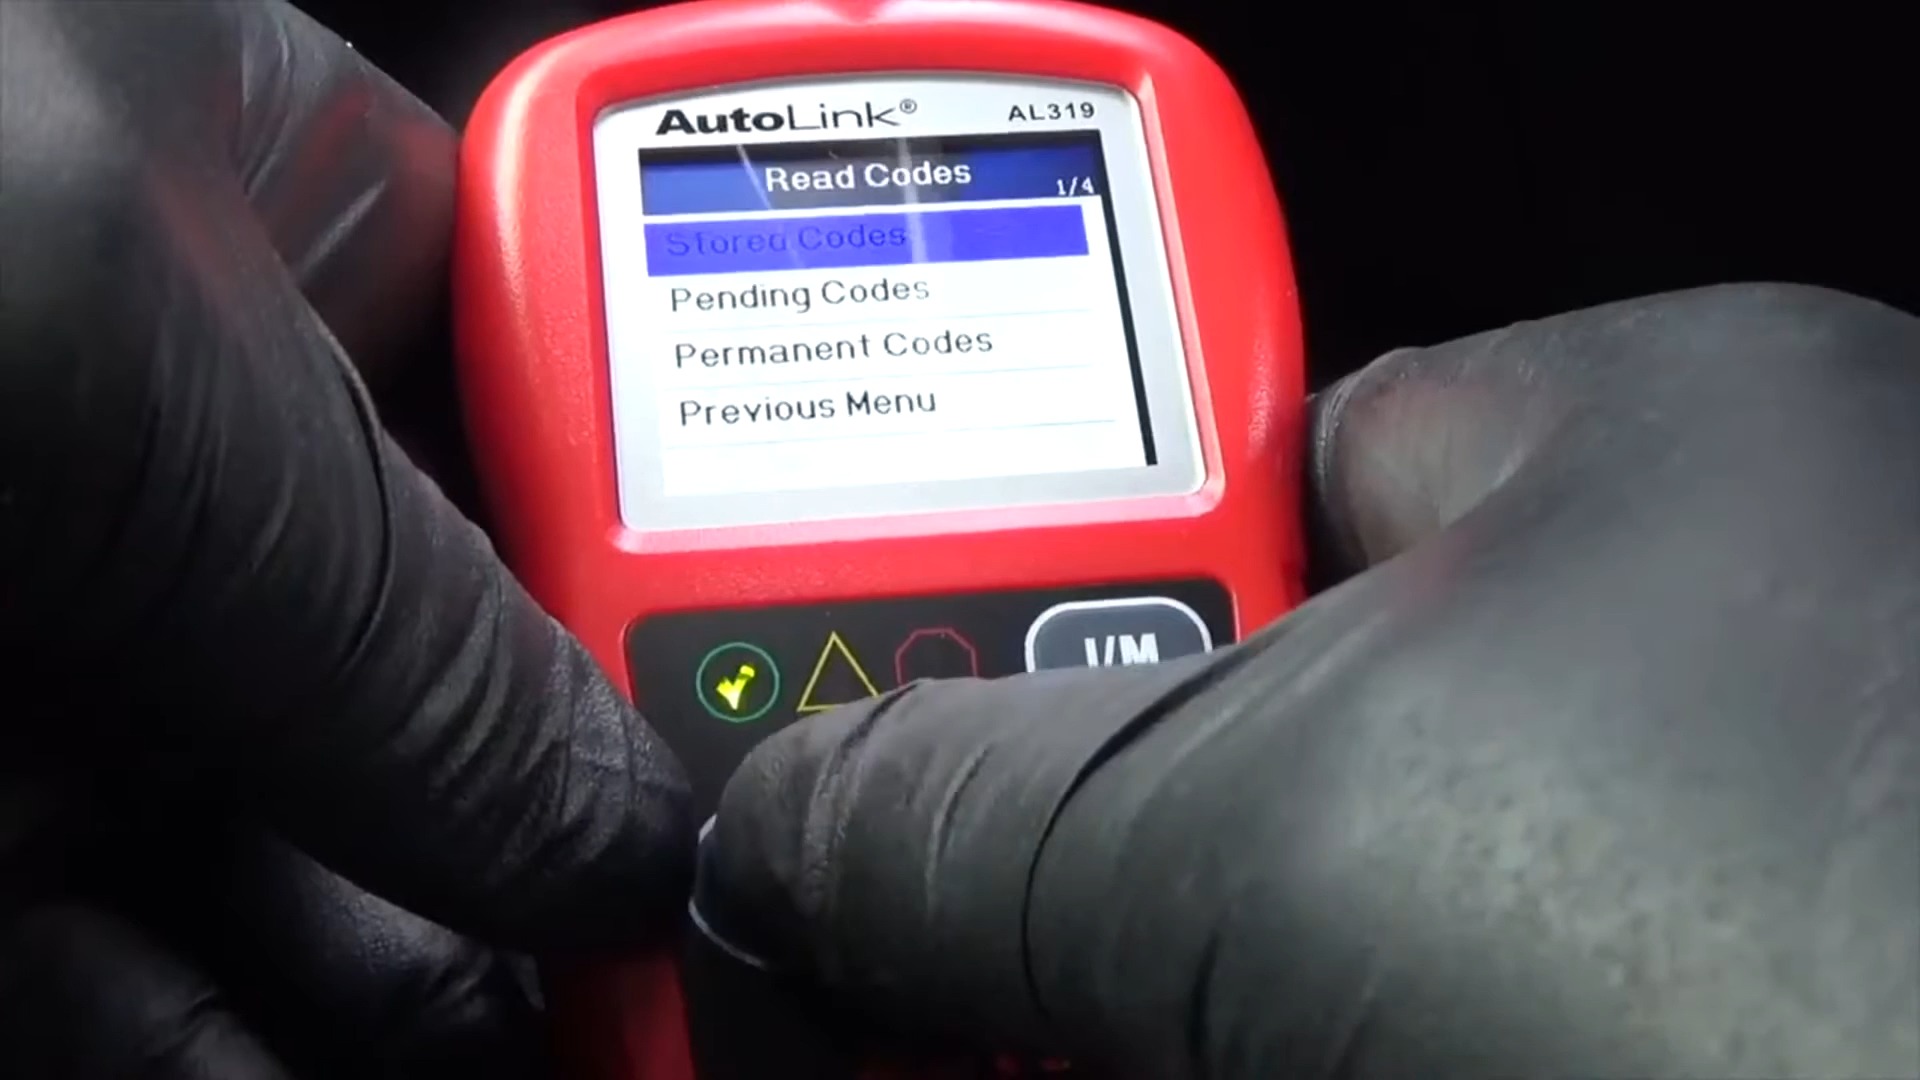 AutoLink® AL319
Read Codes
1/4
Stored Codes
Pending Codes
Permanent Codes
Previous Menu
I/M